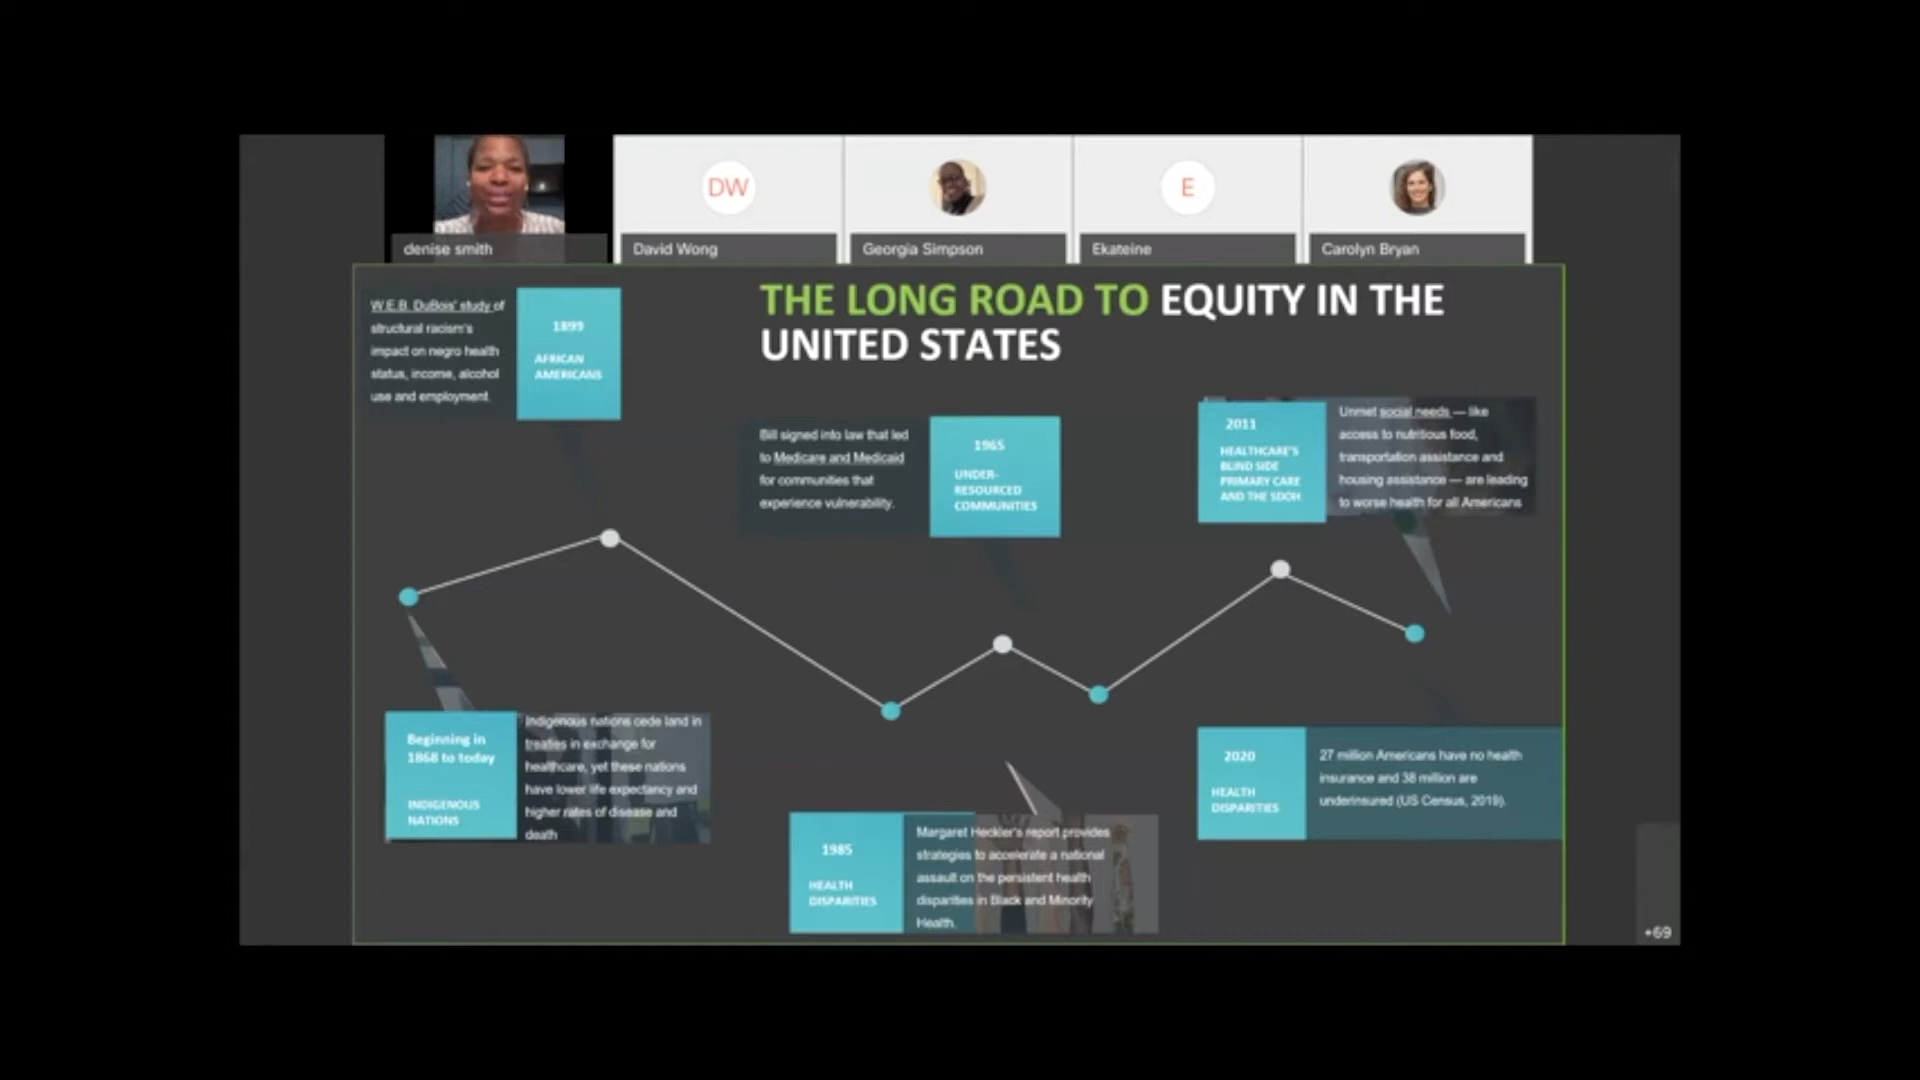 denise smith
DW
David Wong
Georgia Simpson
E
Ekateine
Carolyn Bryan
THE LONG ROAD TO EQUITY IN THE
UNITED STATES
W.E.B. DuBois' study of
structural racism's
impact on negro health
status, income, alcohol
use and employment.
1899
AFRICAN
AMERICANS
Bill signed into law that led
to Medicare and Medicaid
for communities that
experience vulnerability.
1965
UNDER-
RESOURCED
COMMUNITIES
2011
HEALTHCARE'S
BLIND SIDE
PRIMARY CARE
AND THE SDOH
Unmet social needs — like
access to nutritious food,
transportation assistance and
housing assistance — are leading
to worse health for all Americans
Beginning in
1868 to today
INDIGENOUS
NATIONS
Indigenous nations cede land in
treaties in exchange for
healthcare, yet these nations
have lower life expectancy and
higher rates of disease and
death
1985
HEALTH
DISPARITIES
Margaret Heckler's report provides
strategies to accelerate a national
assault on the persistent health
disparities in Black and Minority
Health.
2020
HEALTH
DISPARITIES
27 million Americans have no health
insurance and 38 million are
underinsured (US Census, 2019).
+69